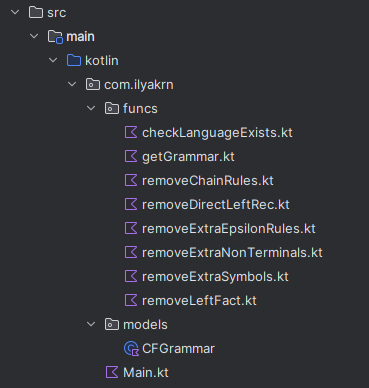 src
main
kotlin
com.ilyakrn
funcs
checkLanguageExists.kt
getGrammar.kt
removeChainRules.kt
removeDirectLeftRec.kt
removeExtraEpsilonRules.kt
removeExtraNonTerminals.kt
removeExtraSymbols.kt
removeLeftFact.kt
models
CFGrammar
Main.kt